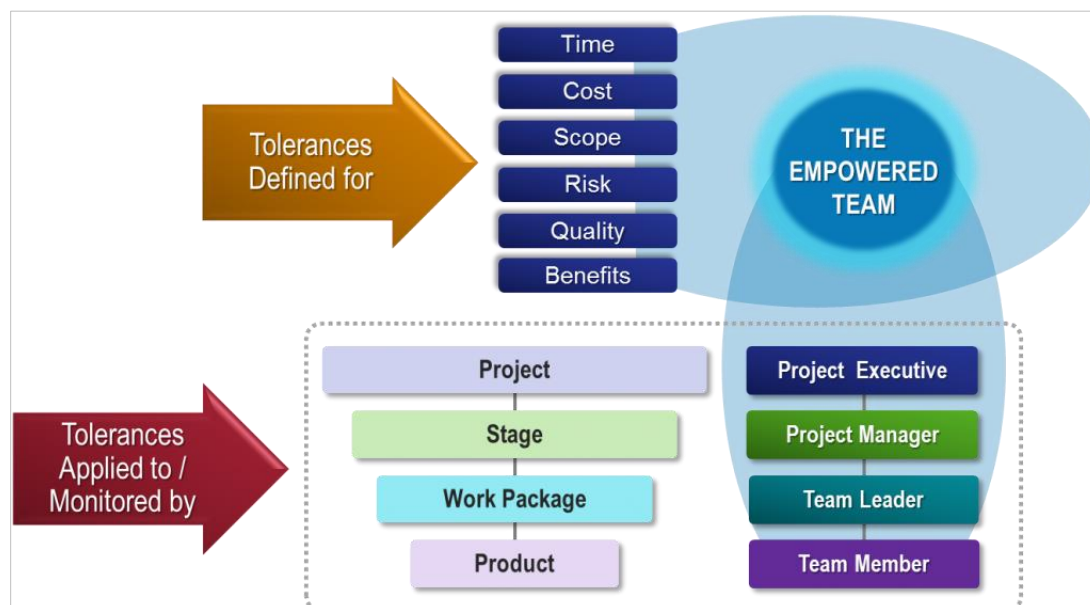 Time
Cost
Scope
Risk
Quality
Benefits
Tolerances
Defined for
THE
EMPOWERED
TEAM
Tolerances
Applied to /
Monitored by
Project
Stage
Work Package
Product
Project Executive
Project Manager
Team Leader
Team Member